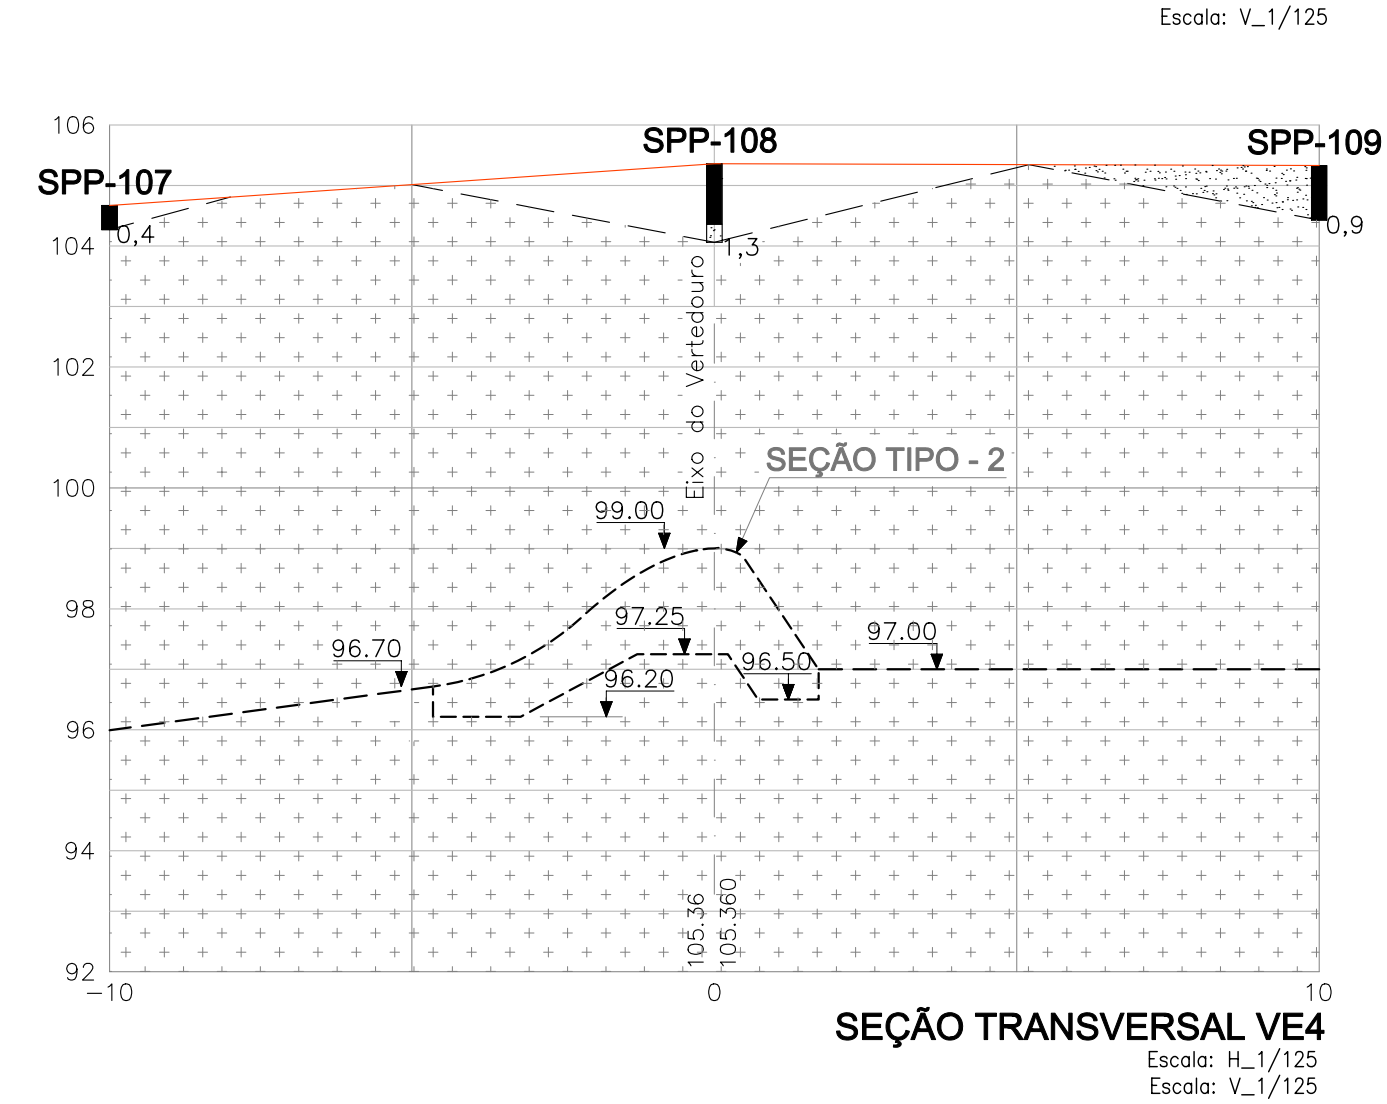 Escala: V_1/125
106
SPP-108
SPP-109
SPP-107
0,4
104
1,3
0,9
Eixo do Vertedouro
102
SEÇÃO TIPO - 2
100
99.00
98
97.25
97.00
96.70
96.50
96.20
96
94
105.36
105.360
92
-10
0
10
SEÇÃO TRANSVERSAL VE4
Escala: H_1/125
Escala: V_1/125